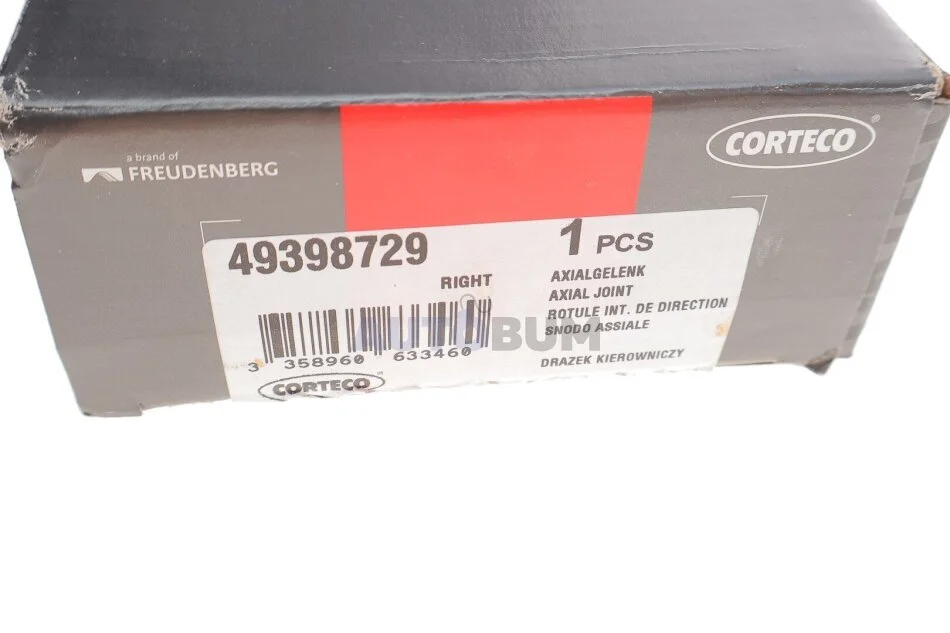 a brand of
FREUDENBERG
CORTECO®
49398729
RIGHT
3 358960 633460
CORTECO®
1 PCS
AXIALGELENK
AXIAL JOINT
ROTULE INT. DE DIRECTION
SNODO ASSIALE
DRAZEK KIEROWNICZY
AUTOBUM